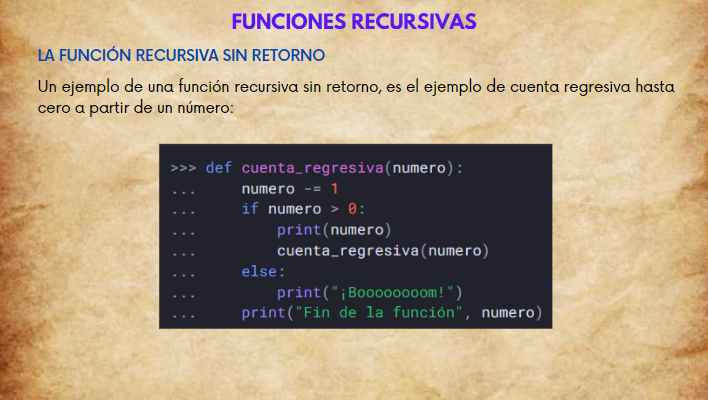 FUNCIONES RECURSIVAS
LA FUNCIÓN RECURSIVA SIN RETORNO
Un ejemplo de una función recursiva sin retorno, es el ejemplo de cuenta regresiva hasta
cero a partir de un número:
>>> def cuenta_regresiva(numero):
...     numero -= 1
...     if numero > 0:
...         print(numero)
...         cuenta_regresiva(numero)
...     else:
...         print("¡Boooooooom!")
...     print("Fin de la función", numero)